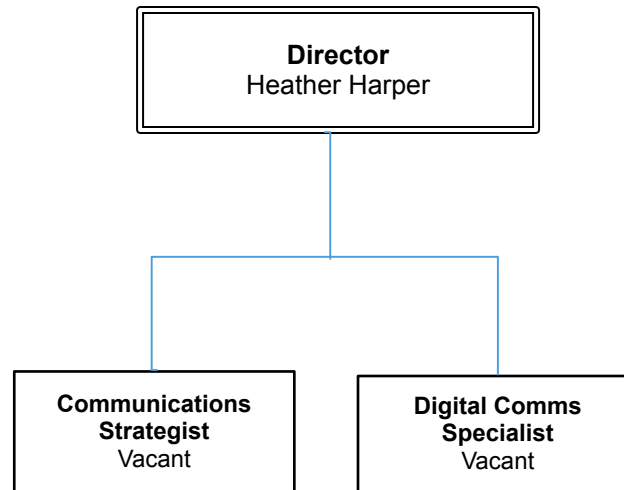 Director
Heather Harper
Communications
Strategist
Vacant
Digital Comms
Specialist
Vacant